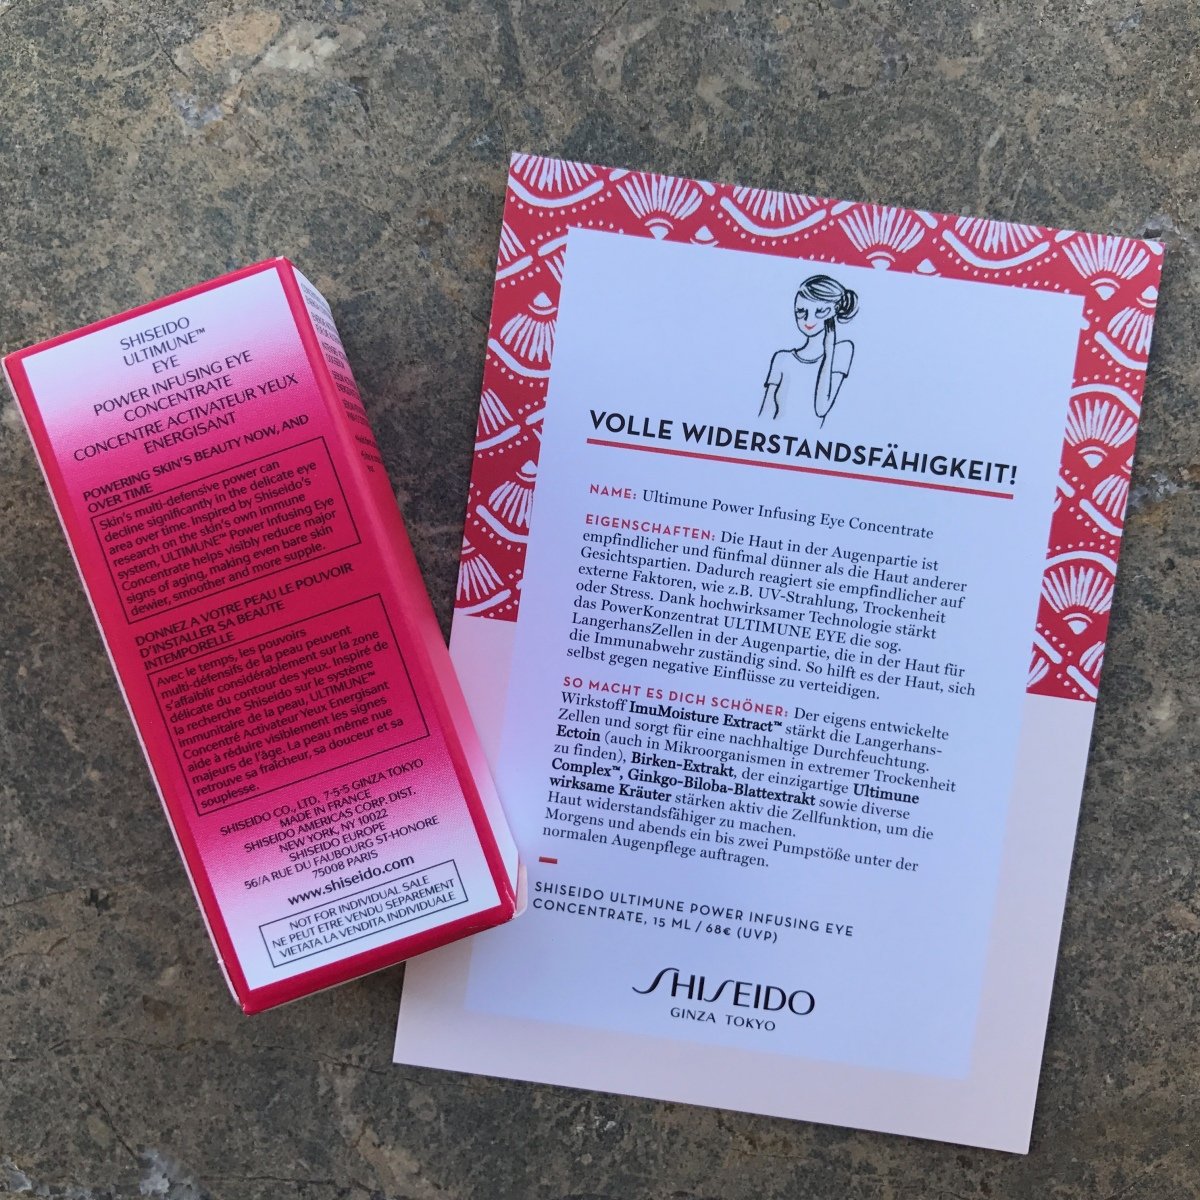 SHISEIDO
ULTIMUNE™
EYE
POWER INFUSING EYE
CONCENTRATE
CONCENTRE ACTIVATEUR YEUX
ENERGISANT
POWERING SKIN'S BEAUTY NOW, AND
OVER TIME
Skin's multi-defensive power can
decline significantly in the delicate eye
area over time. Inspired by Shiseido's
research on the skin's own immune
system, ULTIMUNE™ Power Infusing Eye
Concentrate helps visibly reduce major
signs of aging, making even bare skin
dewier, smoother and more supple.
DONNEZ A VOTRE PEAU LE POUVOIR
D'INSTALLER SA BEAUTE
INTEMPORELLE
Avec le temps, les pouvoirs
multi-défensifs de la peau peuvent
s'affaiblir considérablement sur la zone
délicate du contour des yeux. Inspiré de
la recherche Shiseido sur le système
immunitaire de la peau, ULTIMUNE™
Concentré Activateur Yeux Energisant
aide à réduire visiblement les signes
majeurs de l'âge. La peau même nue
retrouve sa fraîcheur, sa douceur et sa
souplesse.
SHISEIDO CO., LTD. 7-5-5 GINZA TOKYO
MADE IN FRANCE
SHISEIDO AMERICAS CORP. DIST.
NEW YORK, NY 10022
SHISEIDO EUROPE
56/A RUE DU FAUBOURG ST-HONORE
75008 PARIS
www.shiseido.com
NOT FOR INDIVIDUAL SALE
NE PEUT ETRE VENDU SEPAREMENT
VIETATA LA VENDITA INDIVIDUALE
VOLLE WIDERSTANDSFÄHIGKEIT!
NAME: Ultimune Power Infusing Eye Concentrate
EIGENSCHAFTEN: Die Haut in der Augenpartie ist
empfindlicher und fünfmal dünner als die Haut anderer
Gesichtspartien. Dadurch reagiert sie empfindlicher auf
externe Faktoren, wie z.B. UV-Strahlung, Trockenheit
oder Stress. Dank hochwirksamer Technologie stärkt
das PowerKonzentrat ULTIMUNE EYE die sog.
LangerhansZellen in der Augenpartie, die in der Haut für
die Immunabwehr zuständig sind. So hilft es der Haut, sich
selbst gegen negative Einflüsse zu verteidigen.
SO MACHT ES DICH SCHÖNER: Der eigens entwickelte
Wirkstoff ImuMoisture Extract™ stärkt die Langerhans-
Zellen und sorgt für eine nachhaltige Durchfeuchtung.
Ectoin (auch in Mikroorganismen in extremer Trockenheit
zu finden), Birken-Extrakt, der einzigartige Ultimune
Complex™, Ginkgo-Biloba-Blattextrakt sowie diverse
wirksame Kräuter stärken aktiv die Zellfunktion, um die
Haut widerstandsfähiger zu machen.
Morgens und abends ein bis zwei Pumpstöße unter der
normalen Augenpflege auftragen.
SHISEIDO ULTIMUNE POWER INFUSING EYE
CONCENTRATE, 15 ML / 68€ (UVP)
SHISEIDO
GINZA TOKYO